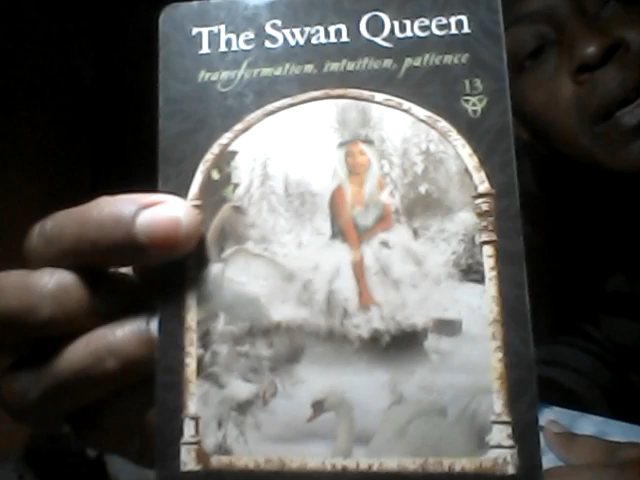 The Swan Queen
transformation, intuition, patience
13